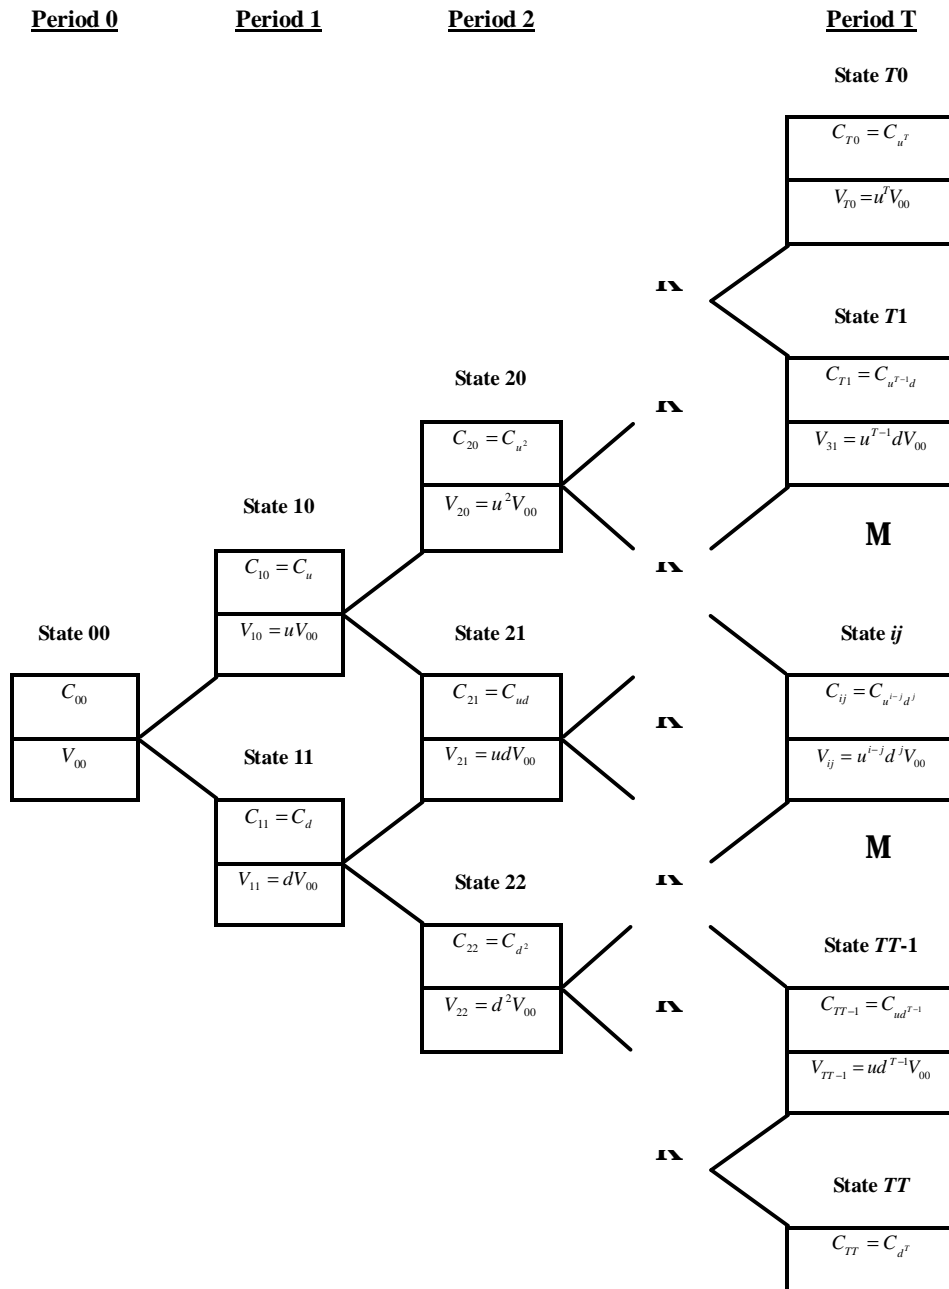 Period 0 Period 1 Period 2 Period T
State T0
C_{T0} = C_{u^T}
V_{T0} = u^T V_{00}
State T1
C_{T1} = C_{u^{T-1}d}
V_{31} = u^{T-1} d V_{00}
M
State 20
C_{20} = C_{u^2}
V_{20} = u^2 V_{00}
State 10
C_{10} = C_u
V_{10} = u V_{00}
State 00
C_{00}
V_{00}
State 21
C_{21} = C_{ud}
V_{21} = ud V_{00}
State ij
C_{ij} = C_{u^{i-j} d^j}
V_{ij} = u^{i-j} d^j V_{00}
M
State 11
C_{11} = C_d
V_{11} = d V_{00}
State 22
C_{22} = C_{d^2}
V_{22} = d^2 V_{00}
State TT-1
C_{TT-1} = C_{ud^{T-1}}
V_{TT-1} = ud^{T-1} V_{00}
State TT
C_{TT} = C_{d^T}